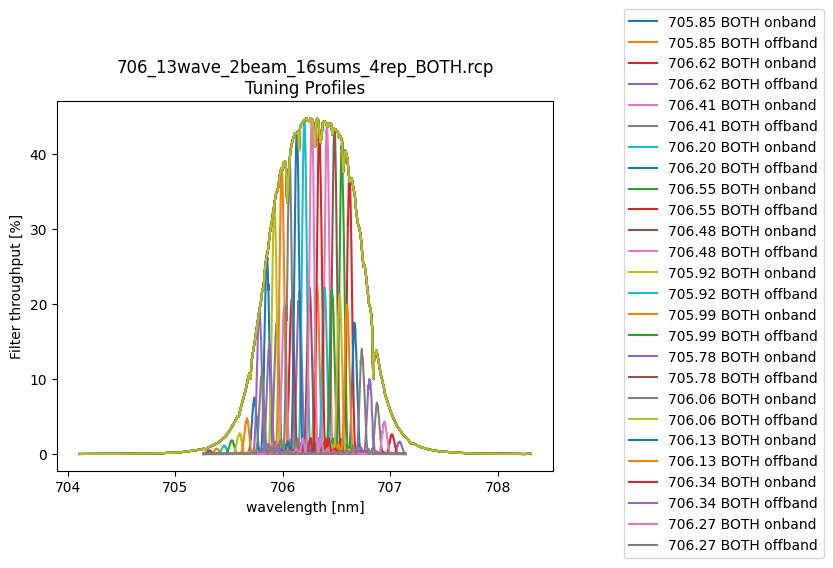 706_13wave_2beam_16sums_4rep_BOTH.rcp
Tuning Profiles
Filter throughput [%]
40
30
20
10
0
704
705
706
707
708
wavelength [nm]
705.85 BOTH onband
705.85 BOTH offband
706.62 BOTH onband
706.62 BOTH offband
706.41 BOTH onband
706.41 BOTH offband
706.20 BOTH onband
706.20 BOTH offband
706.55 BOTH onband
706.55 BOTH offband
706.48 BOTH onband
706.48 BOTH offband
705.92 BOTH onband
705.92 BOTH offband
705.99 BOTH onband
705.99 BOTH offband
705.78 BOTH onband
705.78 BOTH offband
706.06 BOTH onband
706.06 BOTH offband
706.13 BOTH onband
706.13 BOTH offband
706.34 BOTH onband
706.34 BOTH offband
706.27 BOTH onband
706.27 BOTH offband